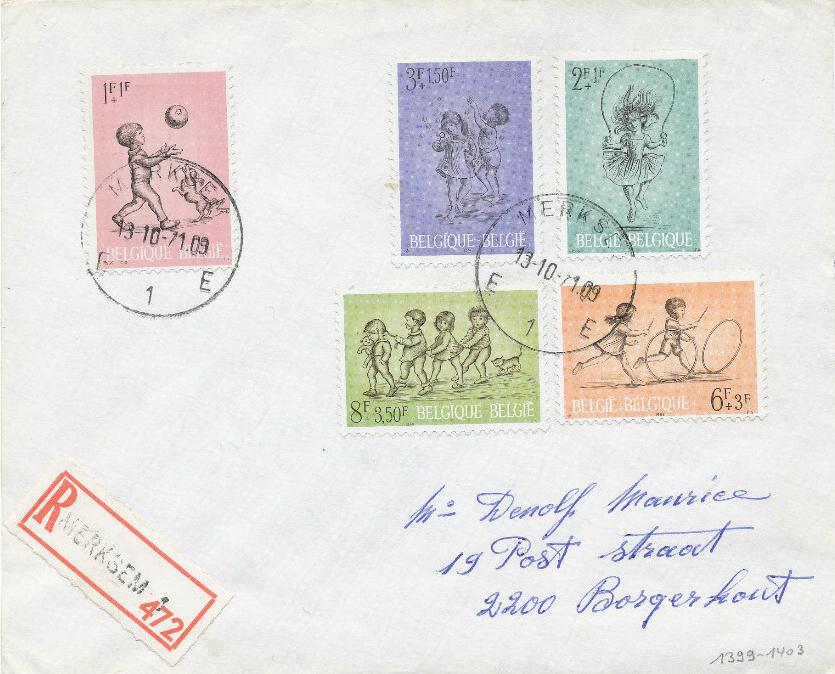 1F+1F
BELGIQUE-BELGIË
3F+1.50F
BELGIQUE-BELGIË
2F+1F
BELGIË-BELGIQUE
MERKSEM
13-10-71.09
E 1 E
MERKS
13-10-71.09
E 1 E
8F+3,50F BELGIQUE BELGIË
BELGIË-BELGIQUE 6F+3F
R MERKSEM 1
472
Mr Denolf Maurice
19 Post straat
2200 Borgerhout
1399-1403